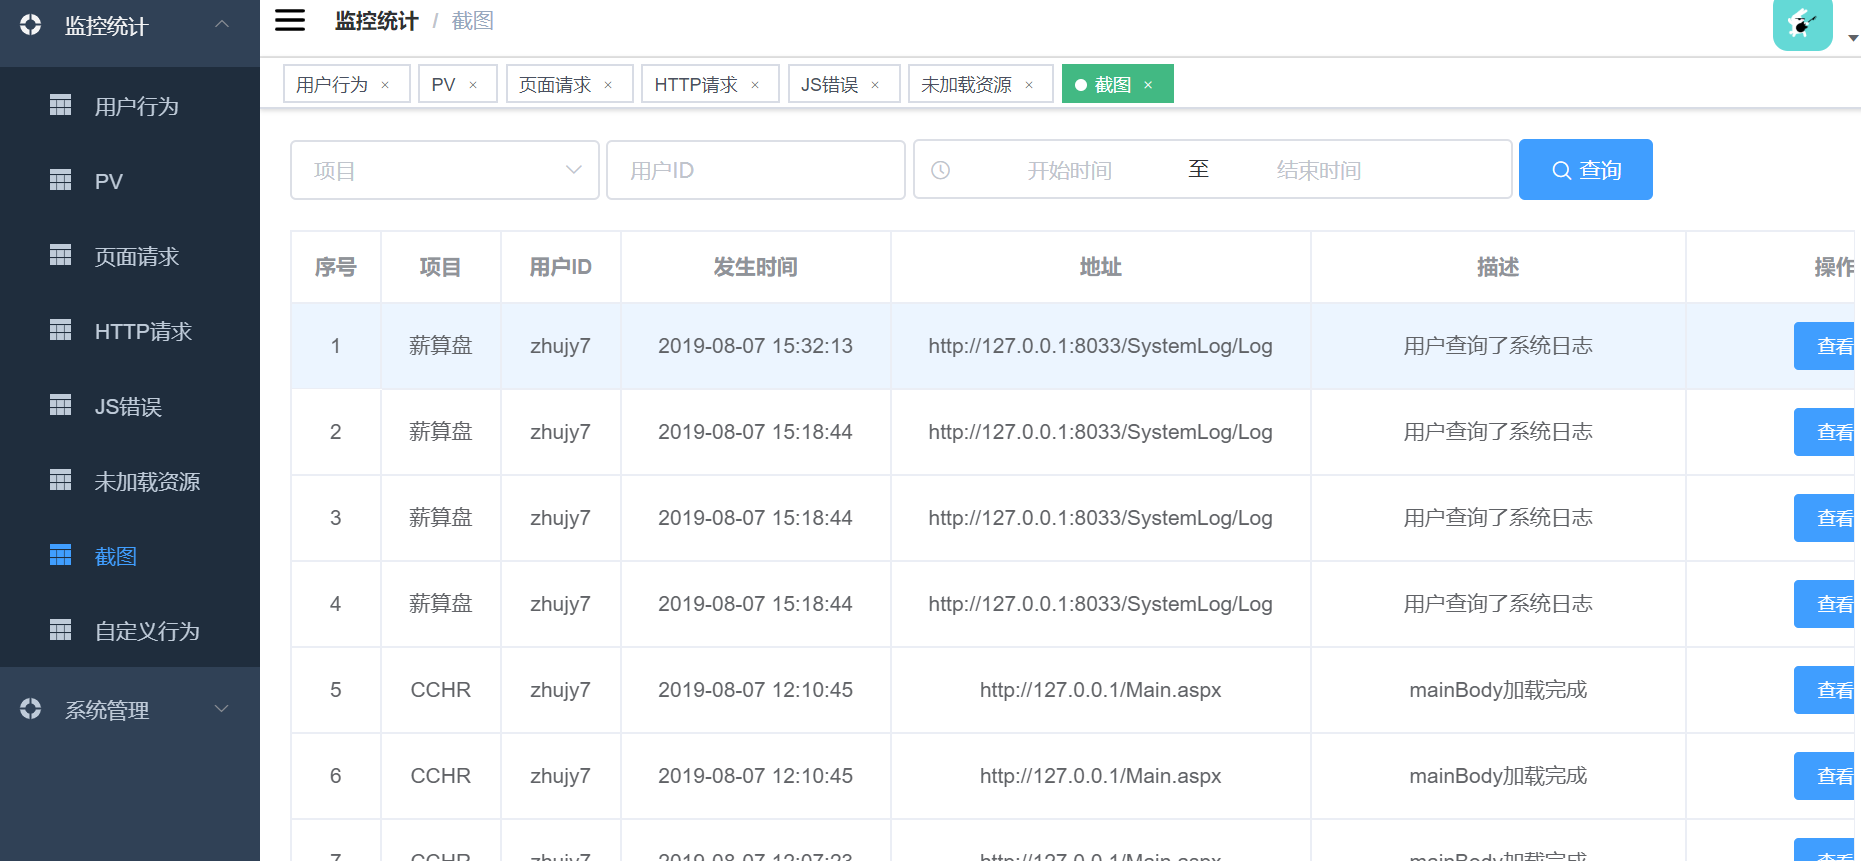 监控统计
用户行为
PV
页面请求
HTTP请求
JS错误
未加载资源
截图
自定义行为
系统管理
监控统计 / 截图
用户行为 × PV × 页面请求 × HTTP请求 × JS错误 × 未加载资源 × 截图 ×
项目 用户ID 开始时间 至 结束时间 查询
序号 项目 用户ID 发生时间 地址 描述 操作
1 薪算盘 zhujy7 2019-08-07 15:32:13 http://127.0.0.1:8033/SystemLog/Log 用户查询了系统日志 查看
2 薪算盘 zhujy7 2019-08-07 15:18:44 http://127.0.0.1:8033/SystemLog/Log 用户查询了系统日志 查看
3 薪算盘 zhujy7 2019-08-07 15:18:44 http://127.0.0.1:8033/SystemLog/Log 用户查询了系统日志 查看
4 薪算盘 zhujy7 2019-08-07 15:18:44 http://127.0.0.1:8033/SystemLog/Log 用户查询了系统日志 查看
5 CCHR zhujy7 2019-08-07 12:10:45 http://127.0.0.1/Main.aspx mainBody加载完成 查看
6 CCHR zhujy7 2019-08-07 12:10:45 http://127.0.0.1/Main.aspx mainBody加载完成 查看
7 CCHR zhujy7 2019-08-07 12:07:23 http://127.0.0.1/Main.aspx mainBody加载完成 查看